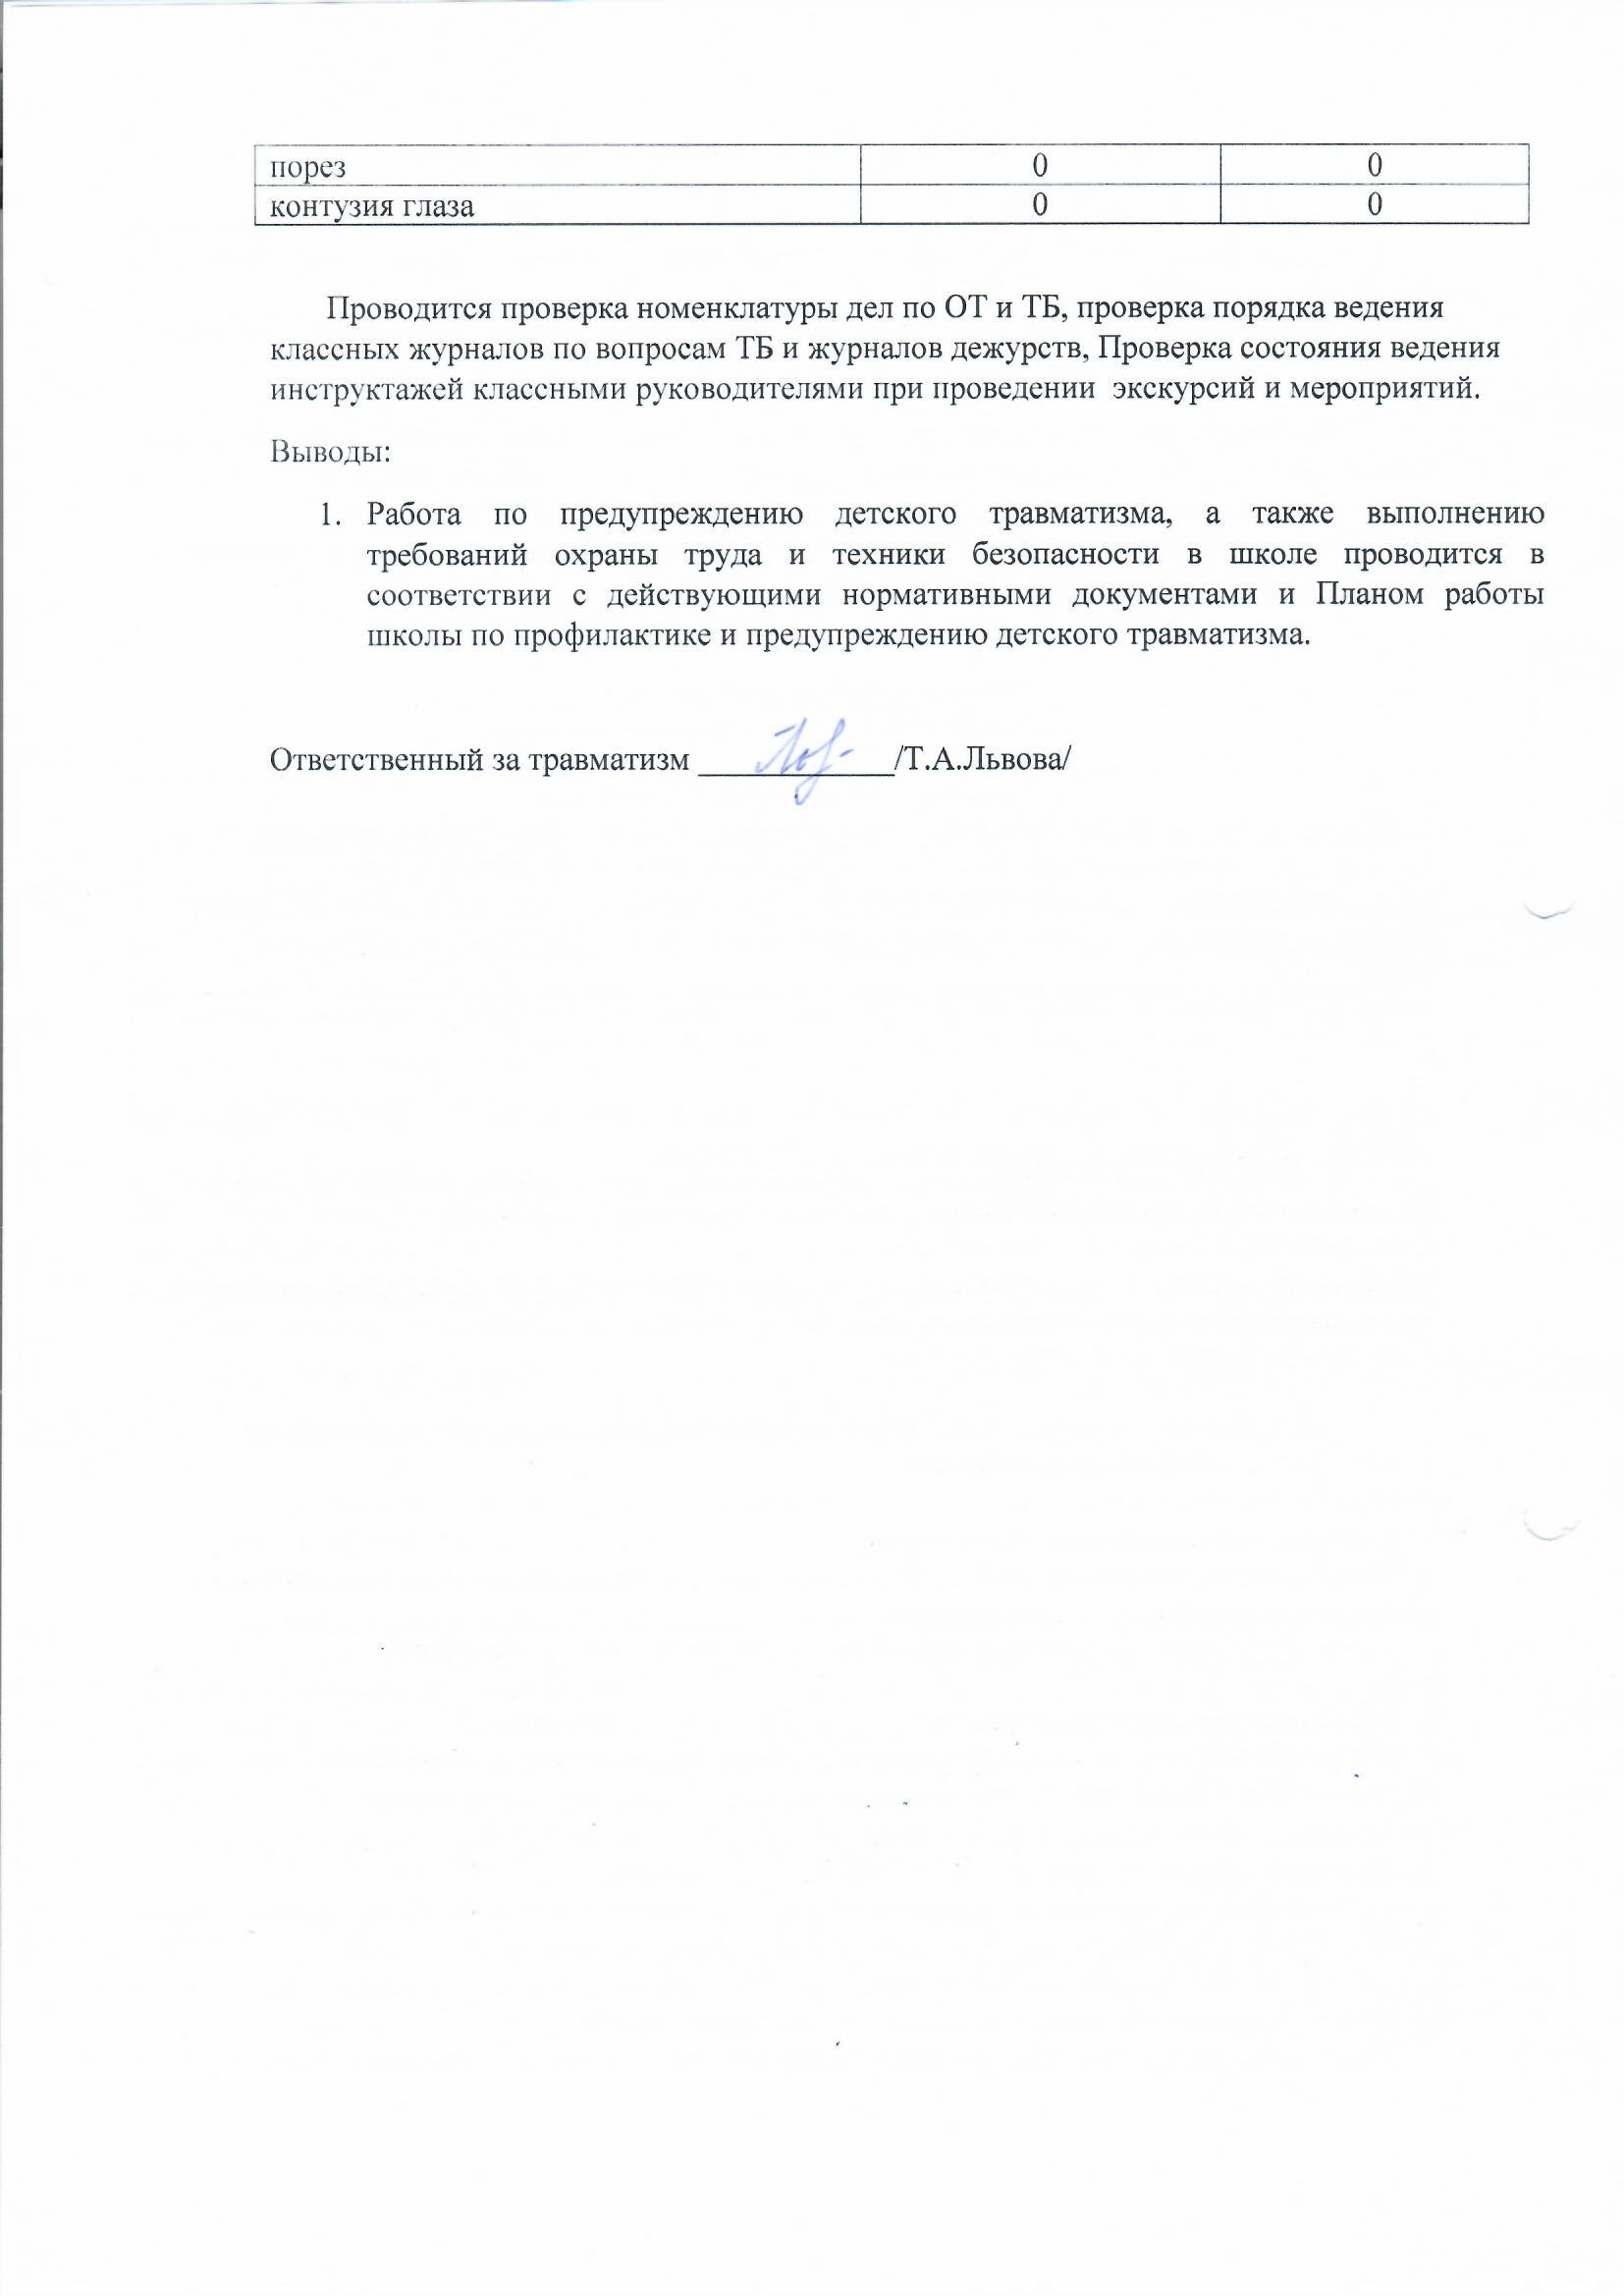 порез 0 0
контузия глаза 0 0
Проводится проверка номенклатуры дел по ОТ и ТБ, проверка порядка ведения
классных журналов по вопросам ТБ и журналов дежурств, Проверка состояния ведения
инструктажей классными руководителями при проведении  экскурсий и мероприятий.
Выводы:
1. Работа по предупреждению детского травматизма, а также выполнению
требований охраны труда и техники безопасности в школе проводится в
соответствии с действующими нормативными документами и Планом работы
школы по профилактике и предупреждению детского травматизма.
Ответственный за травматизм ____________/Т.А.Львова/